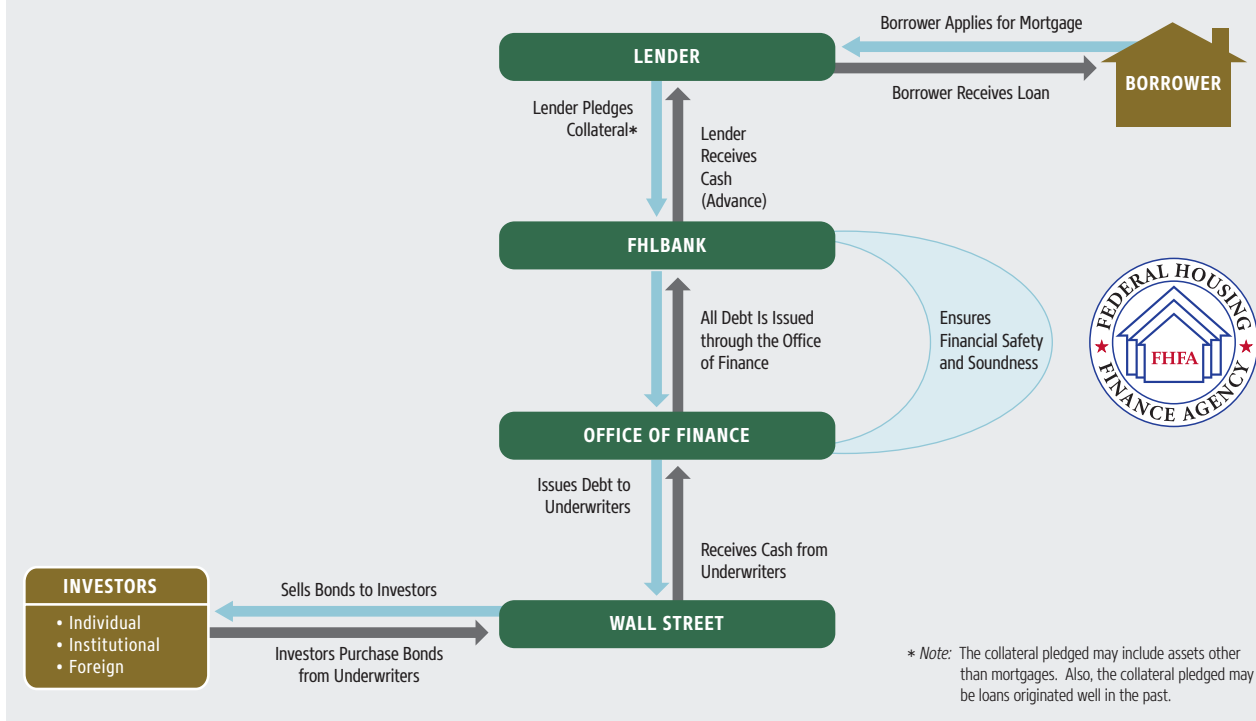 Borrower Applies for Mortgage
LENDER
BORROWER
Borrower Receives Loan
Lender Pledges
Collateral*
Lender
Receives
Cash
(Advance)
FHLBANK
All Debt Is Issued
through the Office
of Finance
Ensures
Financial Safety
and Soundness
FEDERAL HOUSING
FHFA
FINANCE AGENCY
OFFICE OF FINANCE
Issues Debt to
Underwriters
Receives Cash from
Underwriters
INVESTORS
• Individual
• Institutional
• Foreign
Sells Bonds to Investors
WALL STREET
Investors Purchase Bonds
from Underwriters
* Note: The collateral pledged may include assets other
than mortgages. Also, the collateral pledged may
be loans originated well in the past.